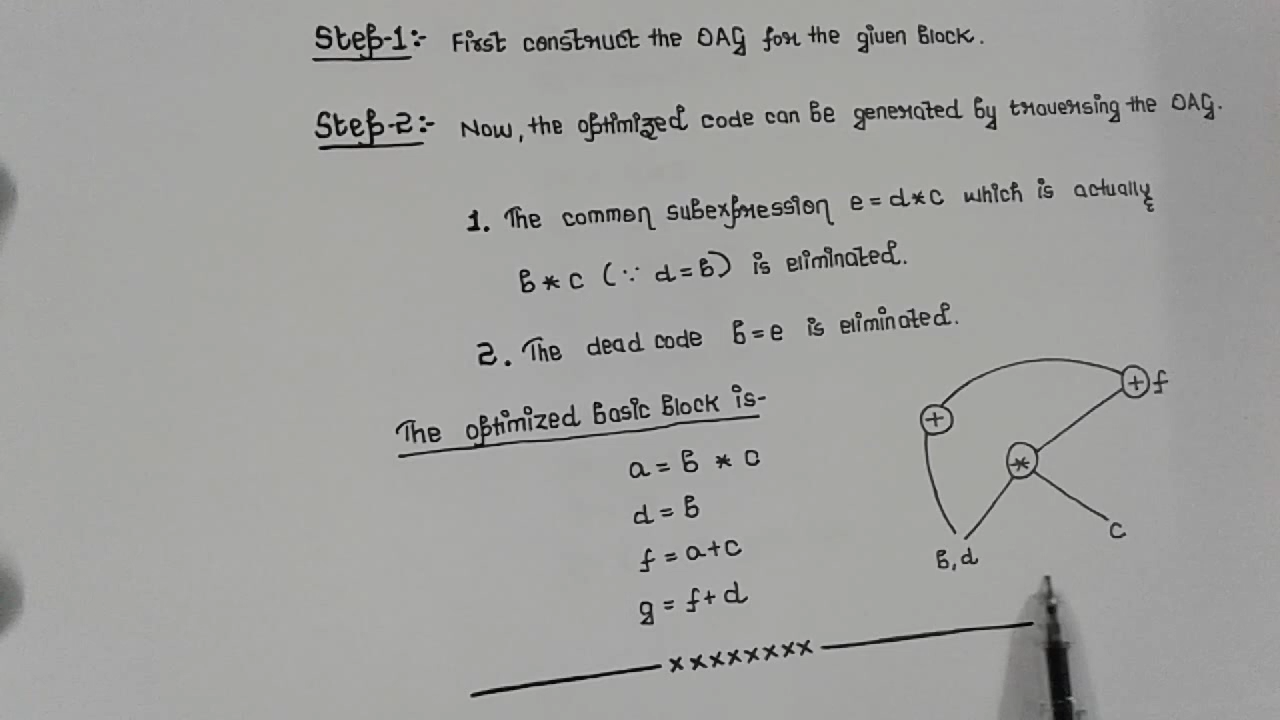 Step-1:- First construct the DAG for the given Block.
Step-2:- Now, the optimized code can be generated by traversing the DAG.
1. The common subexpression e = d*c which is actually
b * c (∵ d = b) is eliminated.
2. The dead code b = e is eliminated.
The optimized Basic Block is-
a = b * c
d = b
f = a+c
g = f+d
xxxxxxxx
+ f
+
*
c
b, d